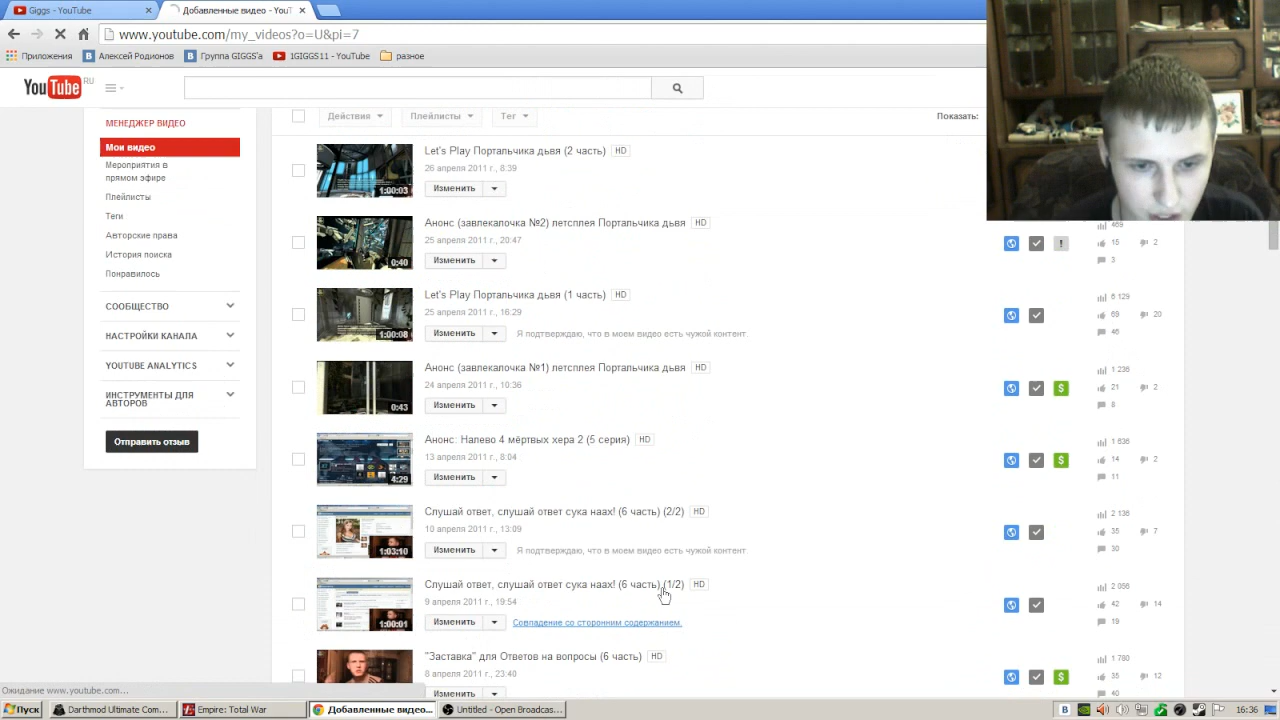 Giggs - YouTube
Добавленные видео - YouT
www.youtube.com/my_videos?o=U&pi=7
Приложения
Алексей Родионов
Группа GIGGS'a
1GIGGS11 - YouTube
разное
YouTube RU
Действия
Плейлисты
Тег
Показать:
МЕНЕДЖЕР ВИДЕО
Мои видео
Мероприятия в
прямом эфире
Плейлисты
Теги
Авторские права
История поиска
Понравилось
СООБЩЕСТВО
НАСТРОЙКИ КАНАЛА
YOUTUBE ANALYTICS
ИНСТРУМЕНТЫ ДЛЯ
АВТОРОВ
Отправить отзыв
Let's Play Портальчика дьвя (2 часть) HD
26 апреля 2011 г., 8:59
1:00:03
Изменить
Анонс (завлекалочка №2) летсплея Портальчика дьвя HD
25 апреля 2011 г., 20:47
0:40
Изменить
469
15 2
3
Let's Play Портальчика дьвя (1 часть) HD
25 апреля 2011 г., 16:29
1:00:08
Изменить
Я подтверждаю, что в моем видео есть чужой контент.
6 129
69 20
46
Анонс (завлекалочка №1) летсплея Портальчика дьвя HD
24 апреля 2011 г., 10:36
0:43
Изменить
1 236
21 2
8
Анонс: Налево 4 мёртвых хера 2 (5 серия) HD
13 апреля 2011 г., 8:04
4:29
Изменить
1 636
14 2
11
Слушай ответ, слушай ответ сука наах! (6 часть) (2/2) HD
10 апреля 2011 г., 13:09
1:03:10
Изменить
Я подтверждаю, что в моем видео есть чужой контент.
2 136
35 7
30
Слушай ответ, слушай ответ сука наах! (6 часть) (1/2) HD
9 апреля 2011 г., 19:54
1:00:01
Изменить
Совпадение со сторонним содержанием.
2 056
42 14
19
"Заставка" для Ответов на вопросы (6 часть) HD
8 апреля 2011 г., 23:40
Изменить
1 780
35 12
40
Ожидание www.youtube.com...
Пуск
Darthmod Ultimate Com...
Empire: Total War
Добавленные видео...
Untitled - Open Broadcas...
16:36